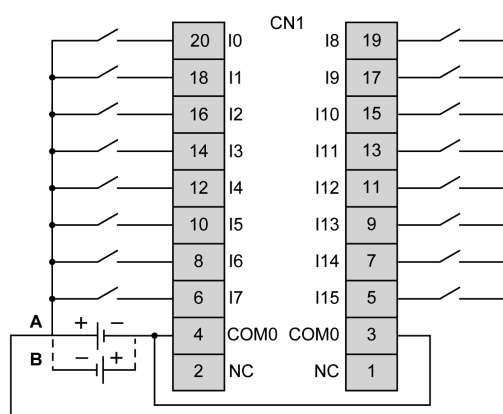 CN1
20 I0 I8 19
18 I1 I9 17
16 I2 I10 15
14 I3 I11 13
12 I4 I12 11
10 I5 I13 9
8 I6 I14 7
6 I7 I15 5
A + − 4 COM0 COM0 3
B − + 2 NC NC 1